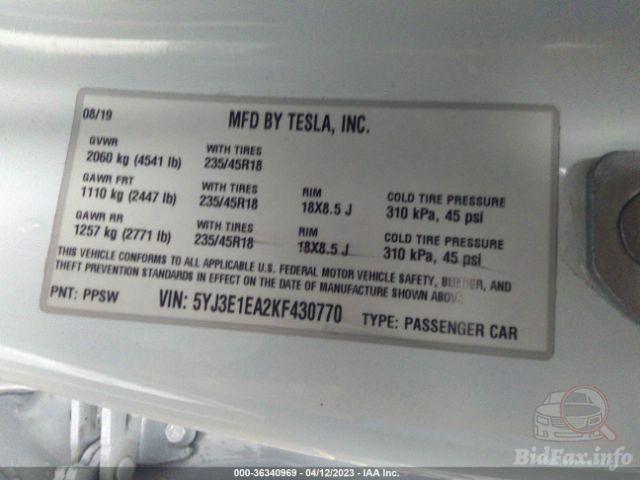 08/19 MFD BY TESLA, INC.
GVWR
2060 kg (4541 lb) WITH TIRES 235/45R18
GAWR FRT
1110 kg (2447 lb) WITH TIRES 235/45R18 RIM 18X8.5 J COLD TIRE PRESSURE 310 kPa, 45 psi
GAWR RR
1257 kg (2771 lb) WITH TIRES 235/45R18 RIM 18X8.5 J COLD TIRE PRESSURE 310 kPa, 45 psi
THIS VEHICLE CONFORMS TO ALL APPLICABLE U.S. FEDERAL MOTOR VEHICLE SAFETY, BUMPER, AND
THEFT PREVENTION STANDARDS IN EFFECT ON THE DATE OF MANUFACTURE SHOWN ABOVE.
PNT: PPSW VIN: 5YJ3E1EA2KF430770 TYPE: PASSENGER CAR
BidFax.info
000-36340969 - 04/12/2023 - IAA Inc.